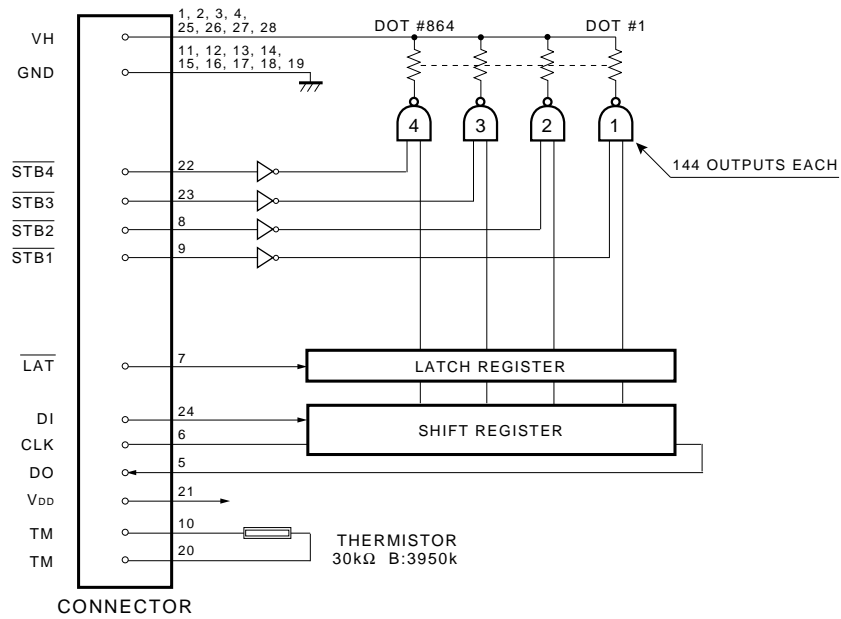 1, 2, 3, 4,
25, 26, 27, 28
DOT #864
DOT #1
VH
11, 12, 13, 14,
15, 16, 17, 18, 19
GND
4
3
2
1
144 OUTPUTS EACH
STB4
22
STB3
23
STB2
8
STB1
9
LAT
7
LATCH REGISTER
DI
24
SHIFT REGISTER
CLK
6
DO
5
VDD
21
TM
10
THERMISTOR
30kΩ B:3950k
TM
20
CONNECTOR